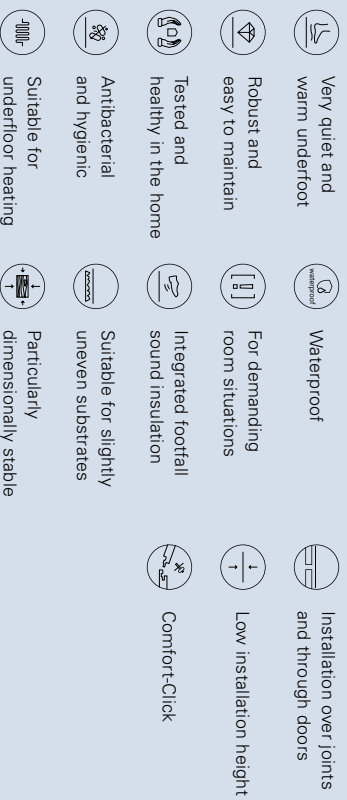 Very quiet and
warm underfoot
Robust and
easy to maintain
Tested and
healthy in the home
Antibacterial
and hygienic
Suitable for
underfloor heating
waterproof
Waterproof
For demanding
room situations
Integrated footfall
sound insulation
Suitable for slightly
uneven substrates
Particularly
dimensionally stable
Installation over joints
and through doors
Low installation height
Comfort-Click